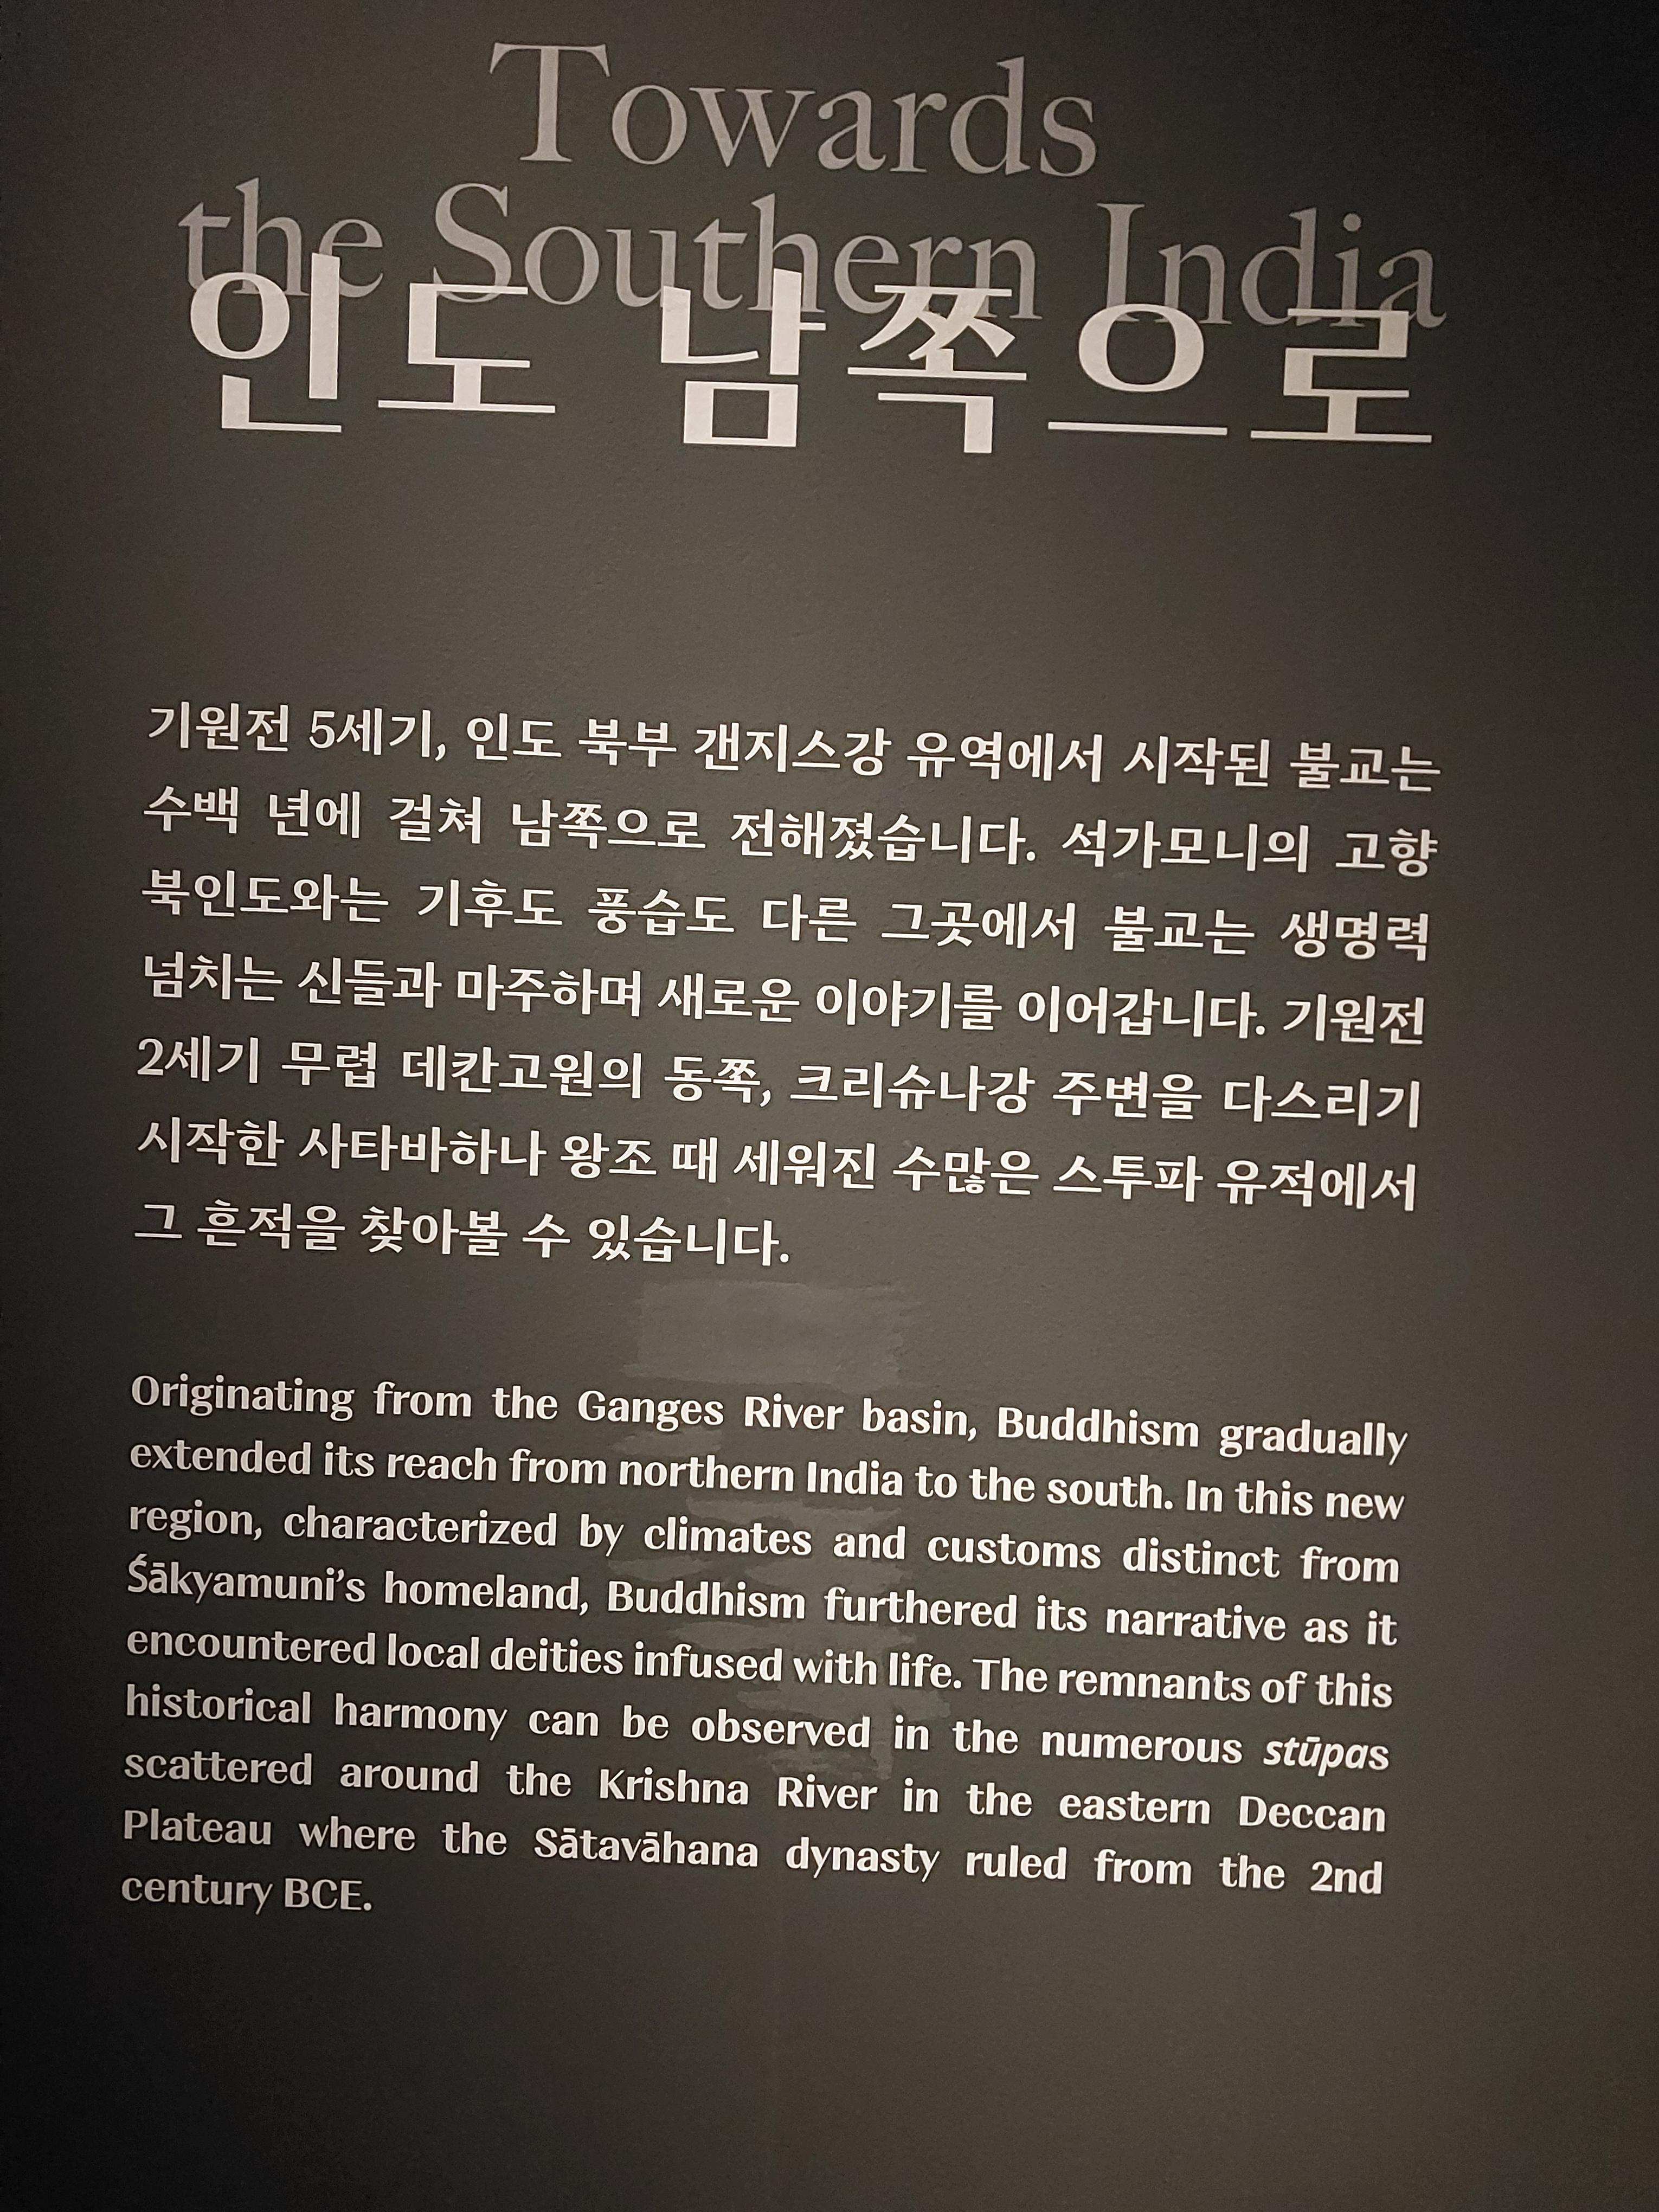 Towards
the Southern India
인도 남쪽으로
기원전 5세기, 인도 북부 갠지스강 유역에서 시작된 불교는
수백 년에 걸쳐 남쪽으로 전해졌습니다. 석가모니의 고향
북인도와는 기후도 풍습도 다른 그곳에서 불교는 생명력
넘치는 신들과 마주하며 새로운 이야기를 이어갑니다. 기원전
2세기 무렵 데칸고원의 동쪽, 크리슈나강 주변을 다스리기
시작한 사타바하나 왕조 때 세워진 수많은 스투파 유적에서
그 흔적을 찾아볼 수 있습니다.
Originating from the Ganges River basin, Buddhism gradually
extended its reach from northern India to the south. In this new
region, characterized by climates and customs distinct from
Śākyamuni’s homeland, Buddhism furthered its narrative as it
encountered local deities infused with life. The remnants of this
historical harmony can be observed in the numerous stūpas
scattered around the Krishna River in the eastern Deccan
Plateau where the Sātavāhana dynasty ruled from the 2nd
century BCE.